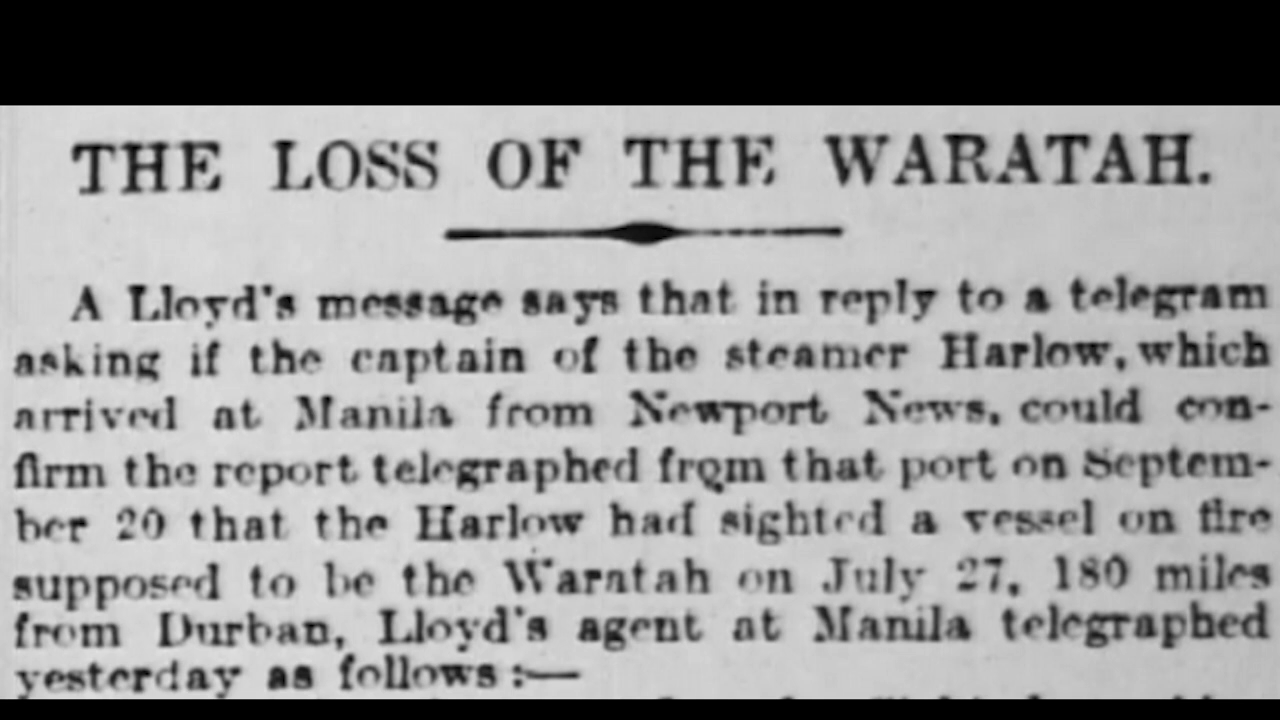 THE LOSS OF THE WARATAH.
A Lloyd's message says that in reply to a telegram
asking if the captain of the steamer Harlow, which
arrived at Manila from Newport News, could con-
firm the report telegraphed from that port on Septem-
ber 20 that the Harlow had sighted a vessel on fire
supposed to be the Waratah on July 27, 180 miles
from Durban, Lloyd's agent at Manila telegraphed
yesterday as follows:—